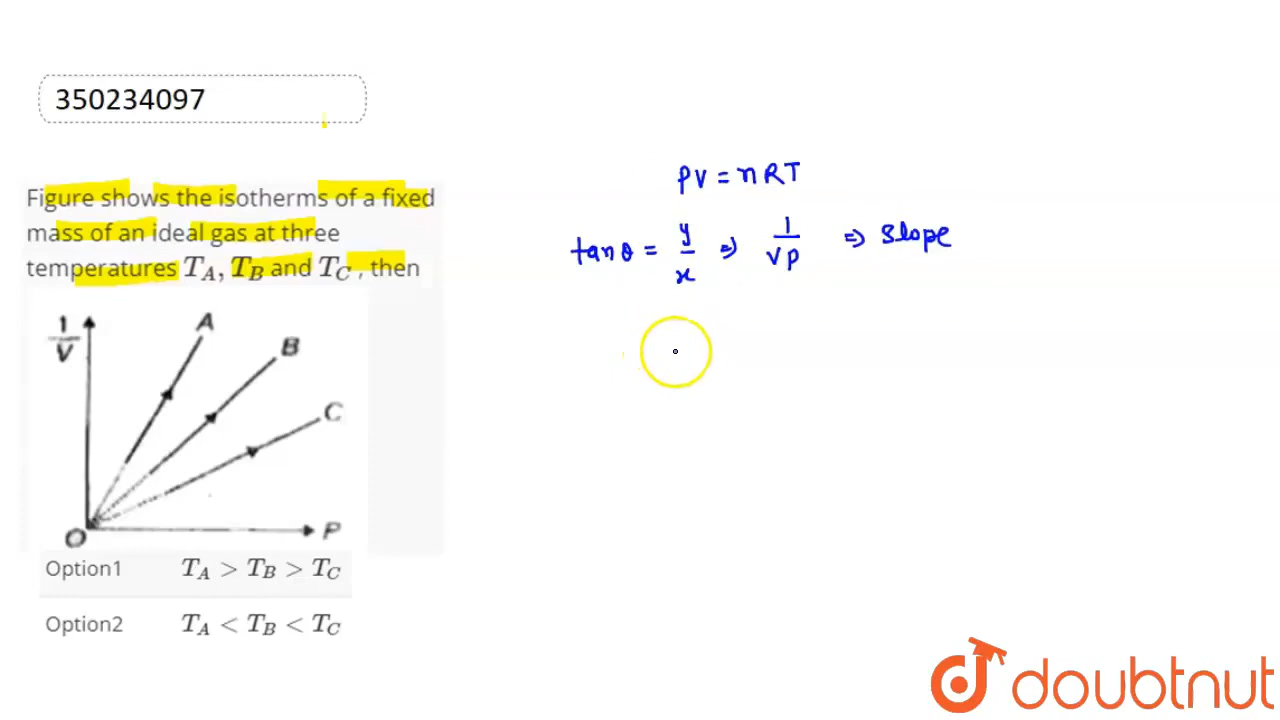 350234097
Figure shows the isotherms of a fixed
mass of an ideal gas at three
temperatures T_A, T_B and T_C , then
1/V
A
B
C
O
P
Option1 T_A > T_B > T_C
Option2 T_A < T_B < T_C
PV = nRT
tanθ = y/x ⇒ 1/VP ⇒ Slope
doubtnut